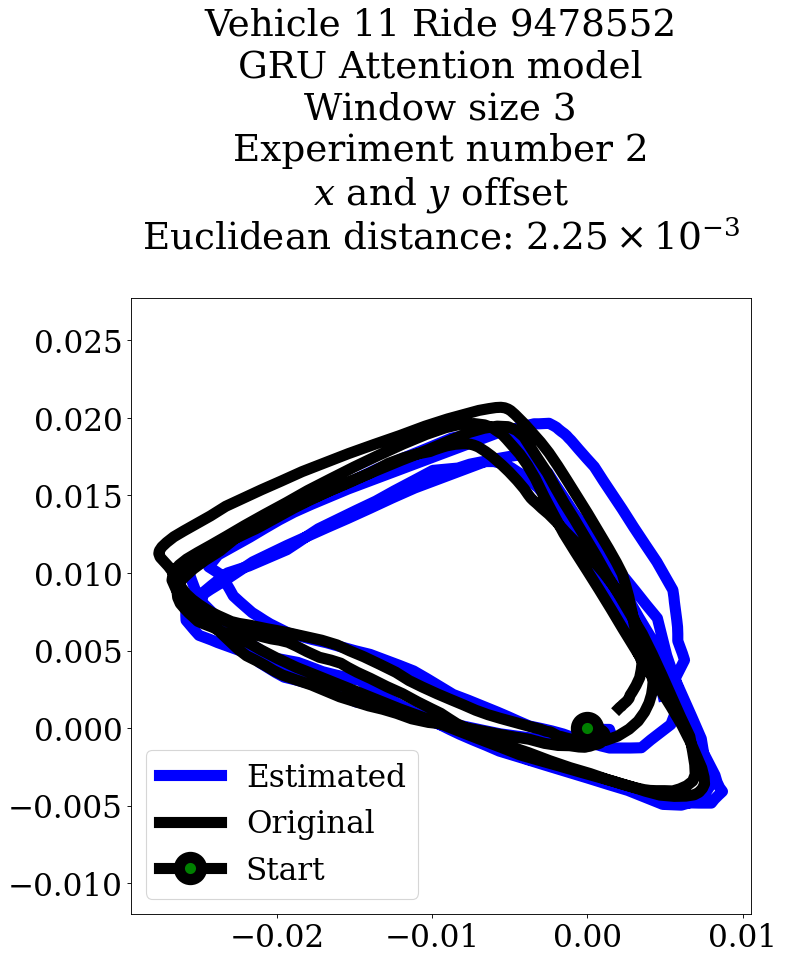 Vehicle 11 Ride 9478552
GRU Attention model
Window size 3
Experiment number 2
x and y offset
Euclidean distance: 2.25 × 10⁻³
0.025
0.020
0.015
0.010
0.005
0.000
−0.005
−0.010
Estimated
Original
Start
−0.02 −0.01 0.00 0.01